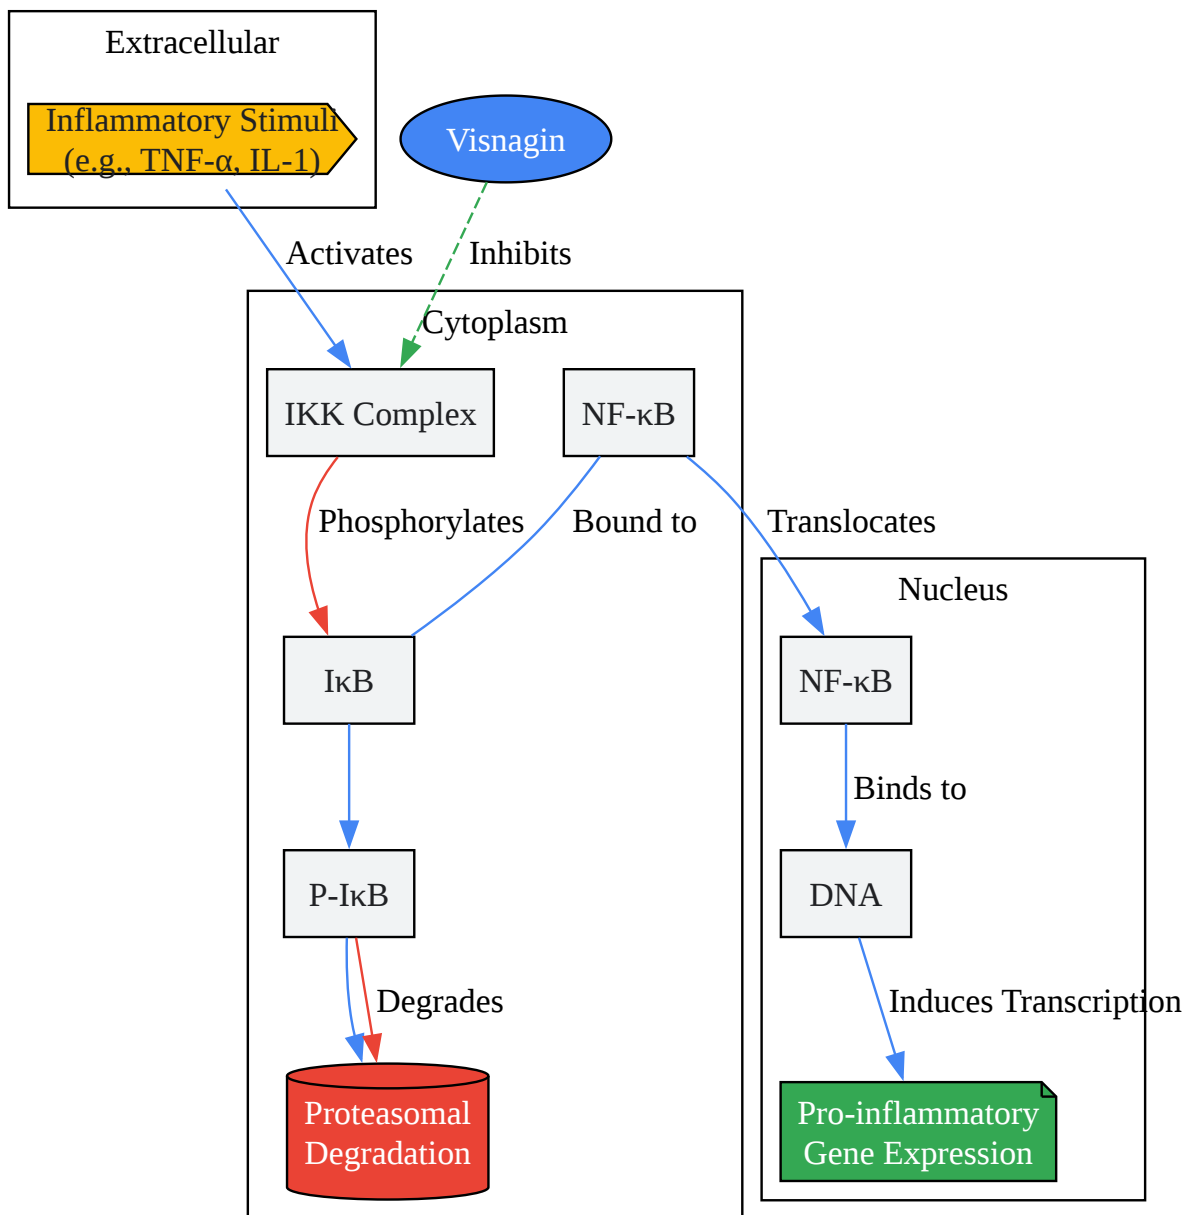 Extracellular
Inflammatory Stimuli
(e.g., TNF-α, IL-1)
Visnagin
Activates
Inhibits
Cytoplasm
IKK Complex
NF-κB
Phosphorylates
Bound to
Translocates
Nucleus
IκB
NF-κB
Binds to
P-IκB
DNA
Degrades
Induces Transcription
Proteasomal
Degradation
Pro-inflammatory
Gene Expression